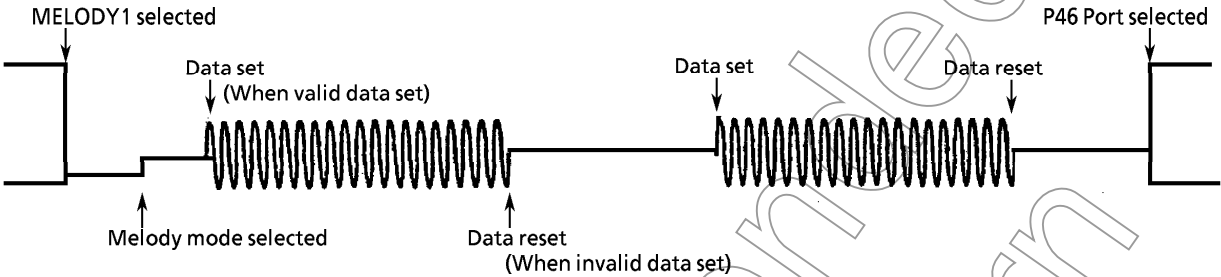 MELODY1 selected
P46 Port selected
Data set
(When valid data set)
Data set
Data reset
Melody mode selected
Data reset
(When invalid data set)